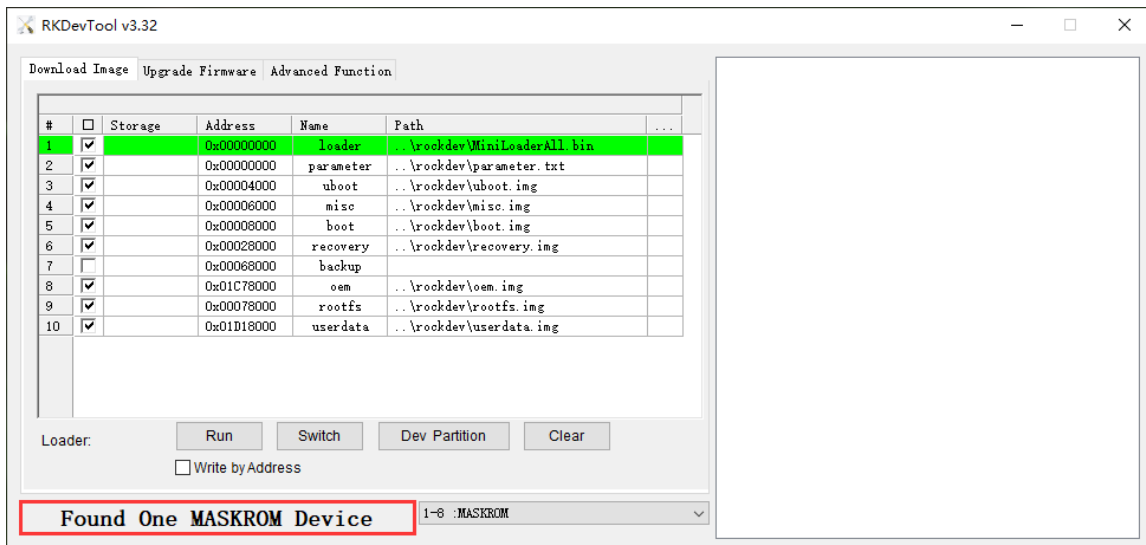 RKDevTool v3.32
Download Image Upgrade Firmware Advanced Function
# Storage Address Name Path ...
1 0x00000000 loader ..\rockdev\MiniLoaderAll.bin
2 0x00000000 parameter ..\rockdev\parameter.txt
3 0x00004000 uboot ..\rockdev\uboot.img
4 0x00006000 misc ..\rockdev\misc.img
5 0x00008000 boot ..\rockdev\boot.img
6 0x00028000 recovery ..\rockdev\recovery.img
7 0x00068000 backup
8 0x01C78000 oem ..\rockdev\oem.img
9 0x00078000 rootfs ..\rockdev\rootfs.img
10 0x01D18000 userdata ..\rockdev\userdata.img
Loader: Run Switch Dev Partition Clear
Write by Address
Found One MASKROM Device 1-8 :MASKROM